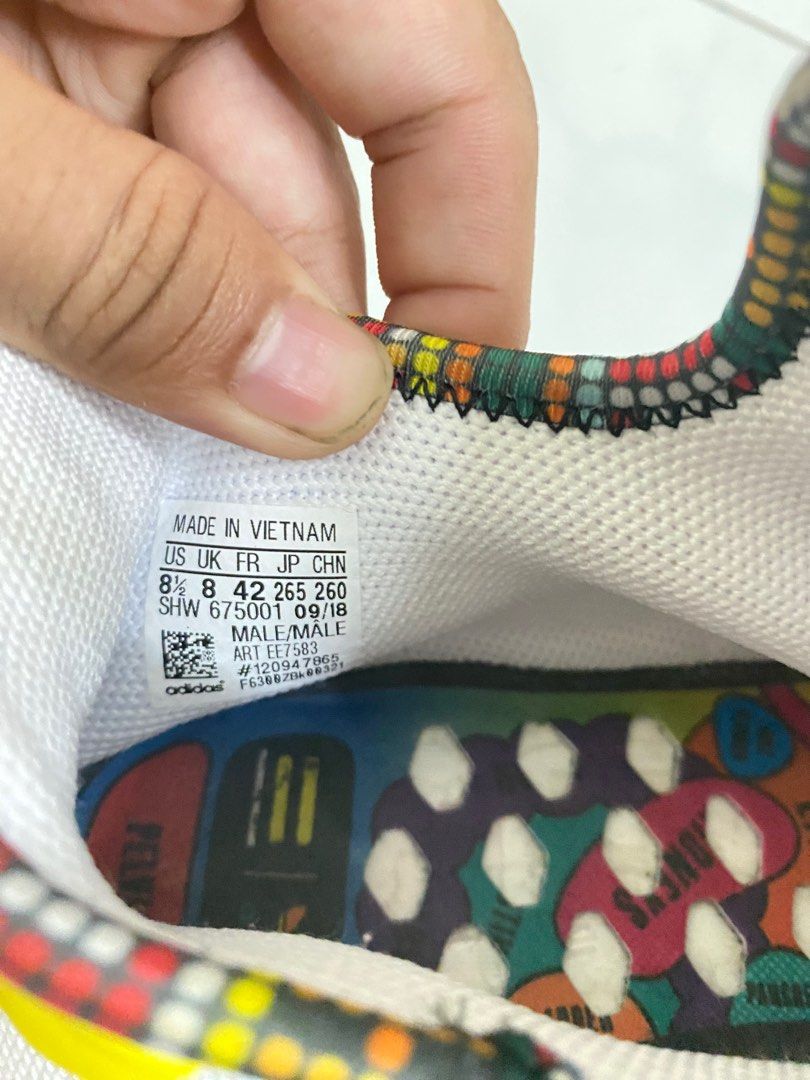 MADE IN VIETNAM
US UK FR JP CHN
8½ 8 42 265 260
SHW 675001 09/18
MALE/MÂLE
ART EE7583
#120947865
F6300ZBk00321
adidas